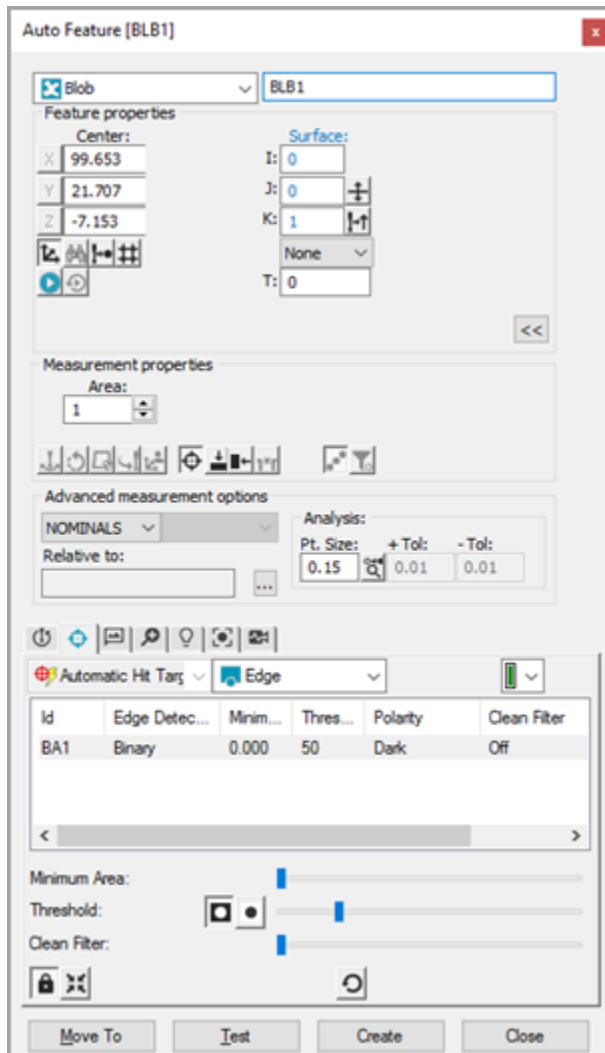 Auto Feature [BLB1]
x
Blob
BLB1
Feature properties
Center:
Surface:
X 99.653
I: 0
Y 21.707
J: 0
Z -7.153
K: 1
None
T: 0
<<
Measurement properties
Area:
1
Advanced measurement options
NOMINALS
Relative to:
...
Analysis:
Pt. Size: + Tol: - Tol:
0.15 0.01 0.01
Automatic Hit Targ
Edge
Id Edge Detec... Minim... Thres... Polarity Clean Filter
BA1 Binary 0.000 50 Dark Off
Minimum Area:
Threshold:
Clean Filter:
Move To Test Create Close